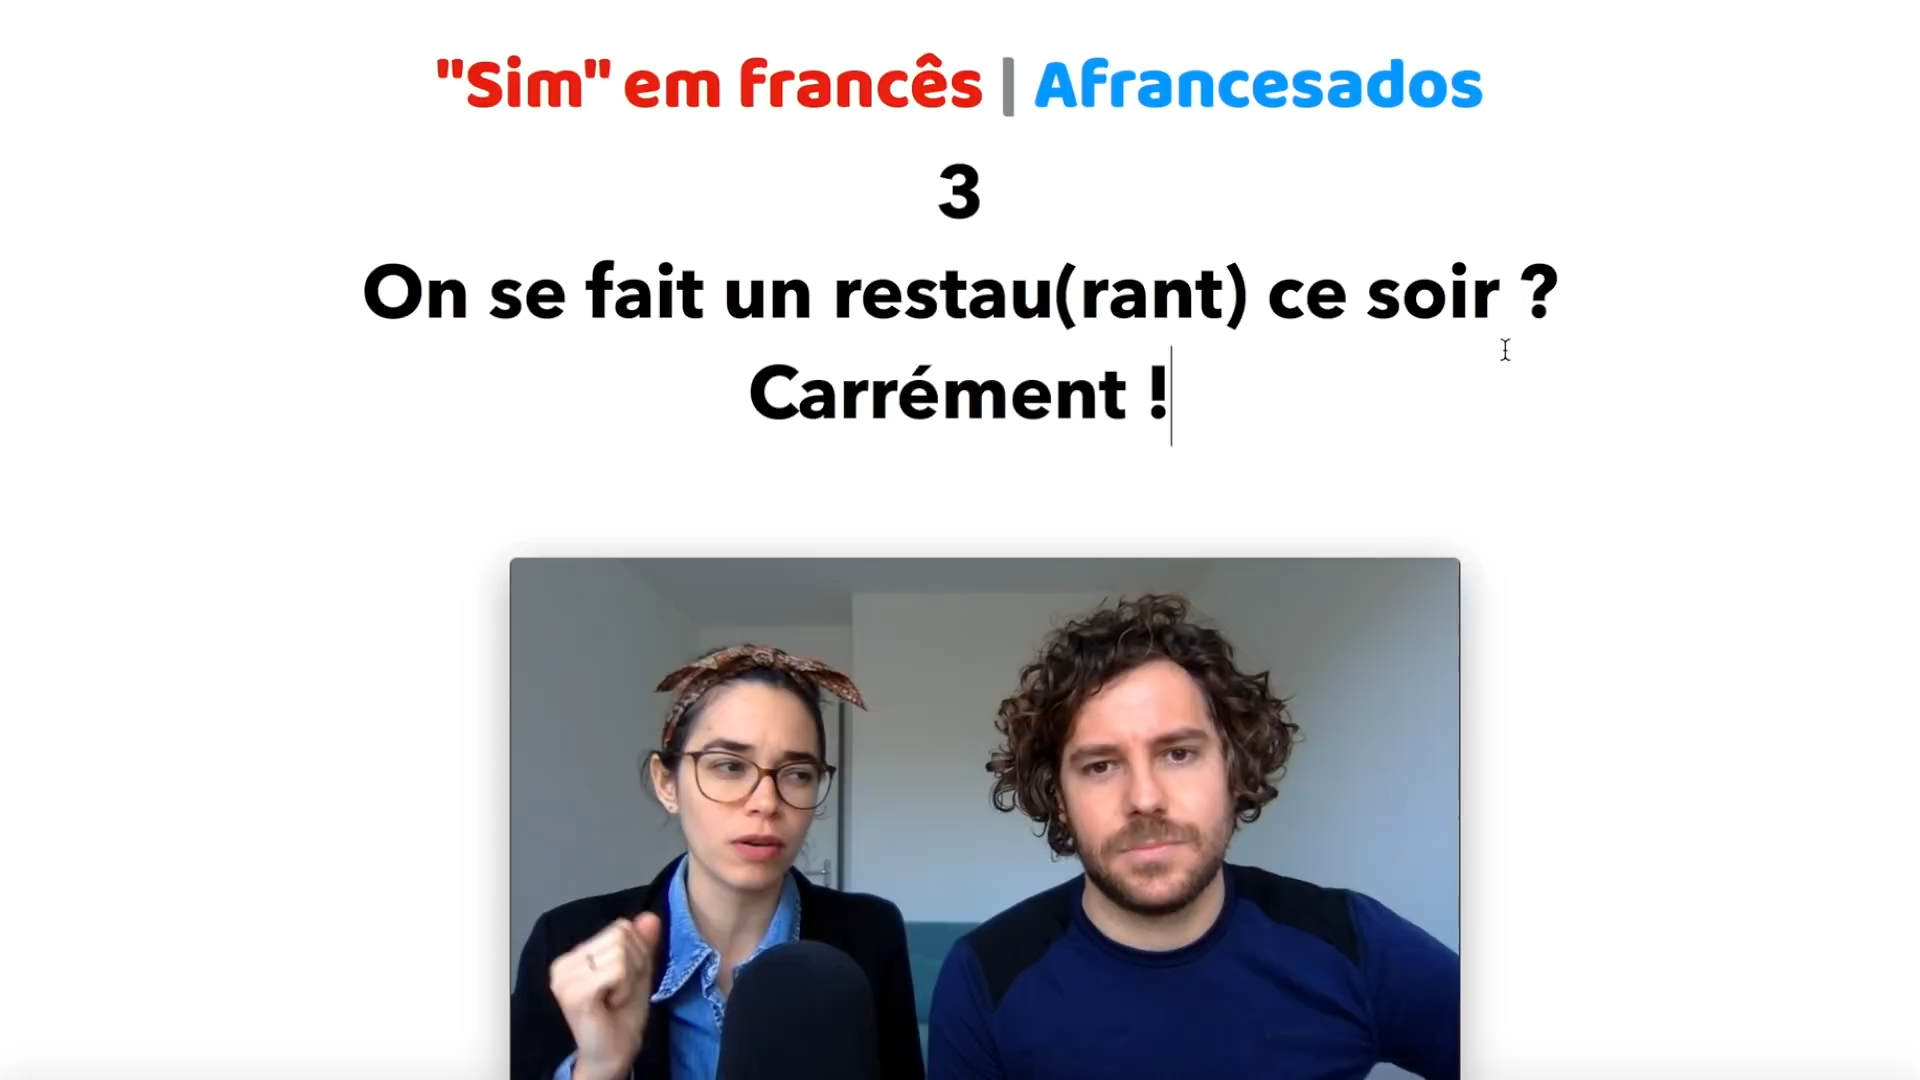 "Sim" em francês | Afrancesados
3
On se fait un restau(rant) ce soir ?
Carrément !